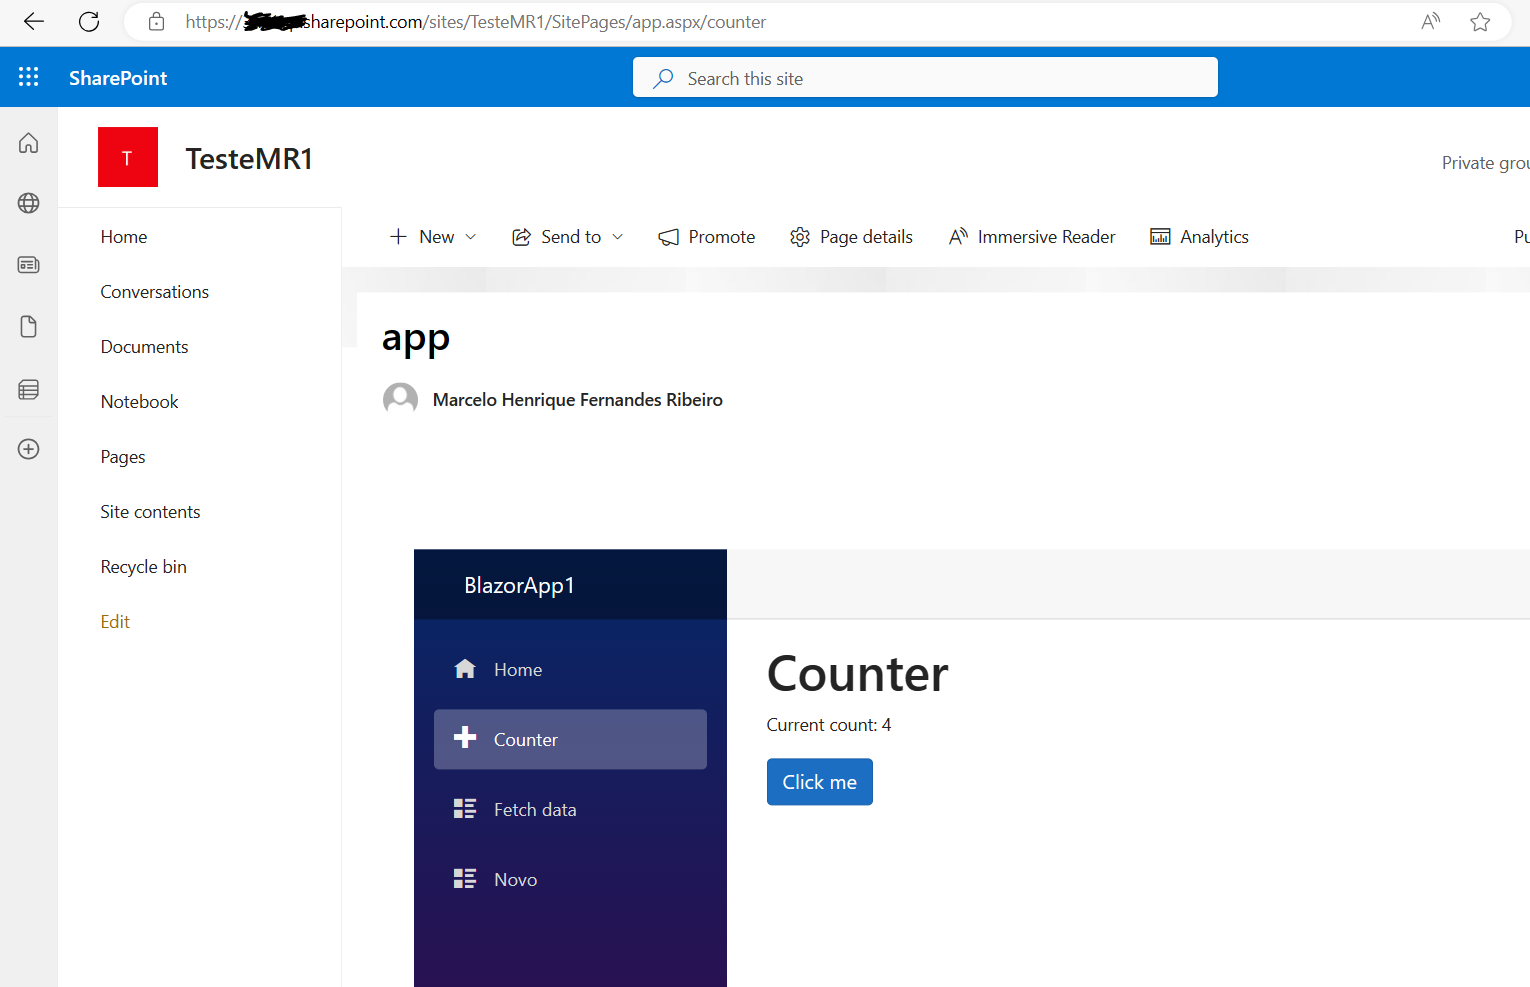 https://sharepoint.com/sites/TesteMR1/SitePages/app.aspx/counter
SharePoint
Search this site
T
TesteMR1
Private grou
Home
Conversations
Documents
Notebook
Pages
Site contents
Recycle bin
Edit
New
Send to
Promote
Page details
Immersive Reader
Analytics
Pu
app
Marcelo Henrique Fernandes Ribeiro
BlazorApp1
Home
Counter
Fetch data
Novo
Counter
Current count: 4
Click me